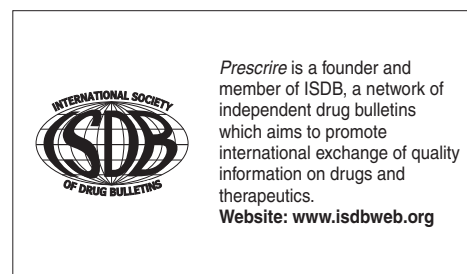 INTERNATIONAL SOCIETY
ISDB
OF DRUG BULLETINS
Prescrire is a founder and
member of ISDB, a network of
independent drug bulletins
which aims to promote
international exchange of quality
information on drugs and
therapeutics.
Website: www.isdbweb.org